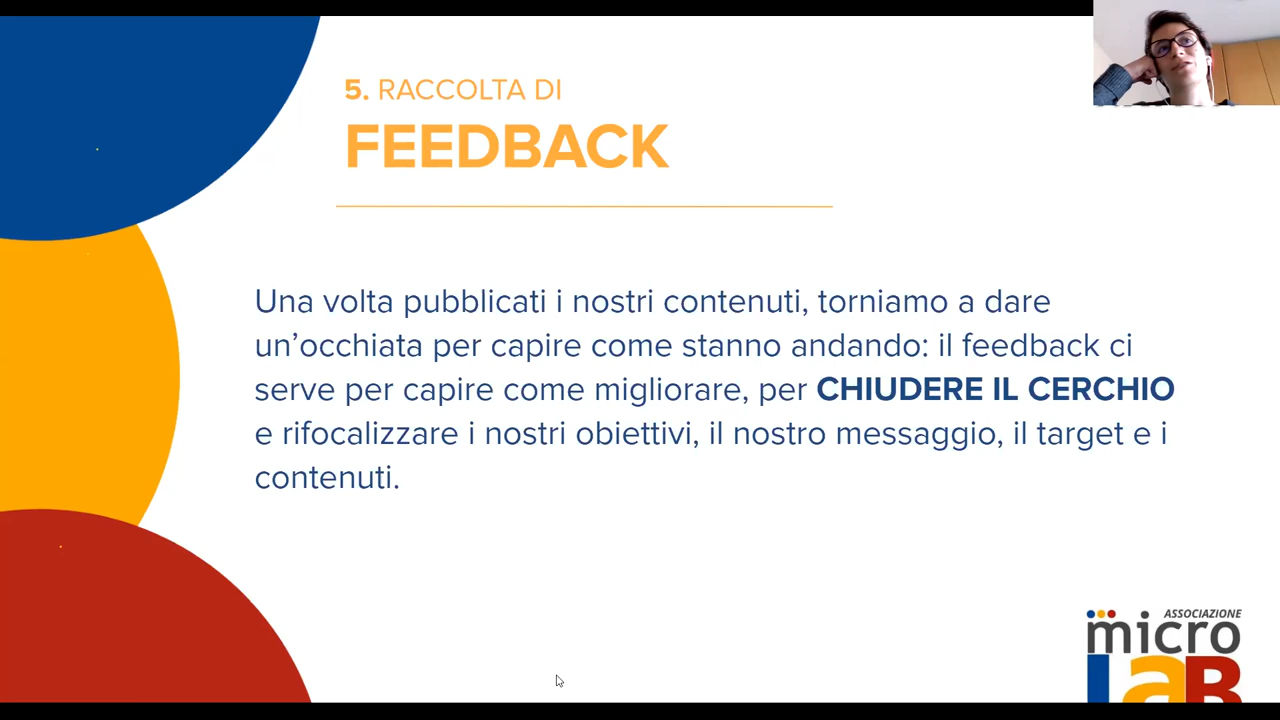 5. RACCOLTA DI
FEEDBACK
Una volta pubblicati i nostri contenuti, torniamo a dare
un’occhiata per capire come stanno andando: il feedback ci
serve per capire come migliorare, per CHIUDERE IL CERCHIO
e rifocalizzare i nostri obiettivi, il nostro messaggio, il target e i
contenuti.
ASSOCIAZIONE
micro
LaB